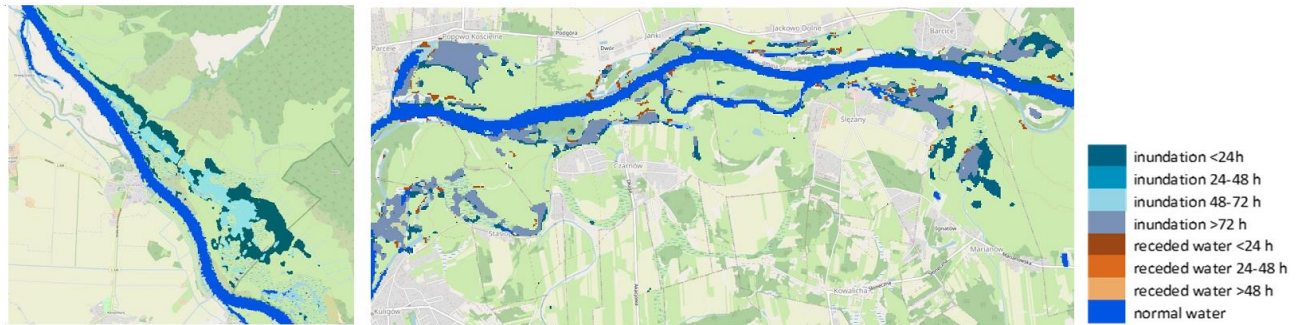 Popowo Kościelne
Podgóra
Jackowo Dolne
Barcice
Parcele
Dwór
Janki
Ślężany
Czarnów
Kuligów
Marianów
Kowalicha
inundation <24h
inundation 24-48 h
inundation 48-72 h
inundation >72 h
receded water <24 h
receded water 24-48 h
receded water >48 h
normal water